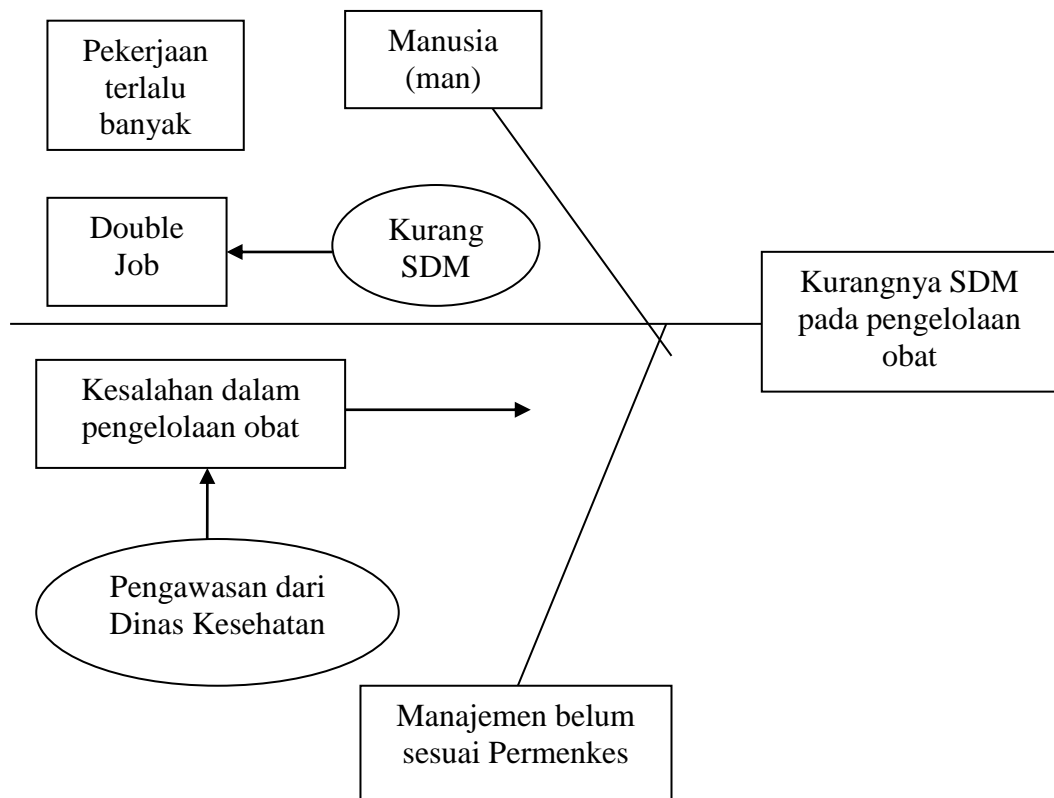 Pekerjaan
terlalu
banyak
Manusia
(man)
Double
Job
Kurang
SDM
Kurangnya SDM
pada pengelolaan
obat
Kesalahan dalam
pengelolaan obat
Pengawasan dari
Dinas Kesehatan
Manajemen belum
sesuai Permenkes